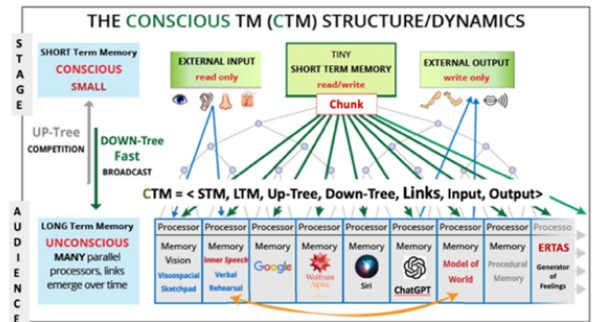 THE CONSCIOUS TM (CTM) STRUCTURE/DYNAMICS
STAGE
SHORT Term Memory
CONSCIOUS
SMALL
EXTERNAL INPUT
read only
TINY
SHORT TERM MEMORY
read/write
Chunk
EXTERNAL OUTPUT
write only
UP-Tree
COMPETITION
DOWN-Tree
Fast
BROADCAST
CTM = < STM, LTM, Up-Tree, Down-Tree, Links, Input, Output>
AUDIENCE
LONG Term Memory
UNCONSCIOUS
MANY parallel
processors, links
emerge over time
Processor Processor Processor Processor Processor Processor Processor Processor Processo
Memory Memory Memory Memory Memory Memory Memory Memory
Vision
Visuospacial
Sketchpad
Inner Speech
Verbal
Rehearsal
Google
Wolfram
Alpha
Siri
ChatGPT
Model of
World
Procedural
Memory
ERTAS
Generator
of
Feelings